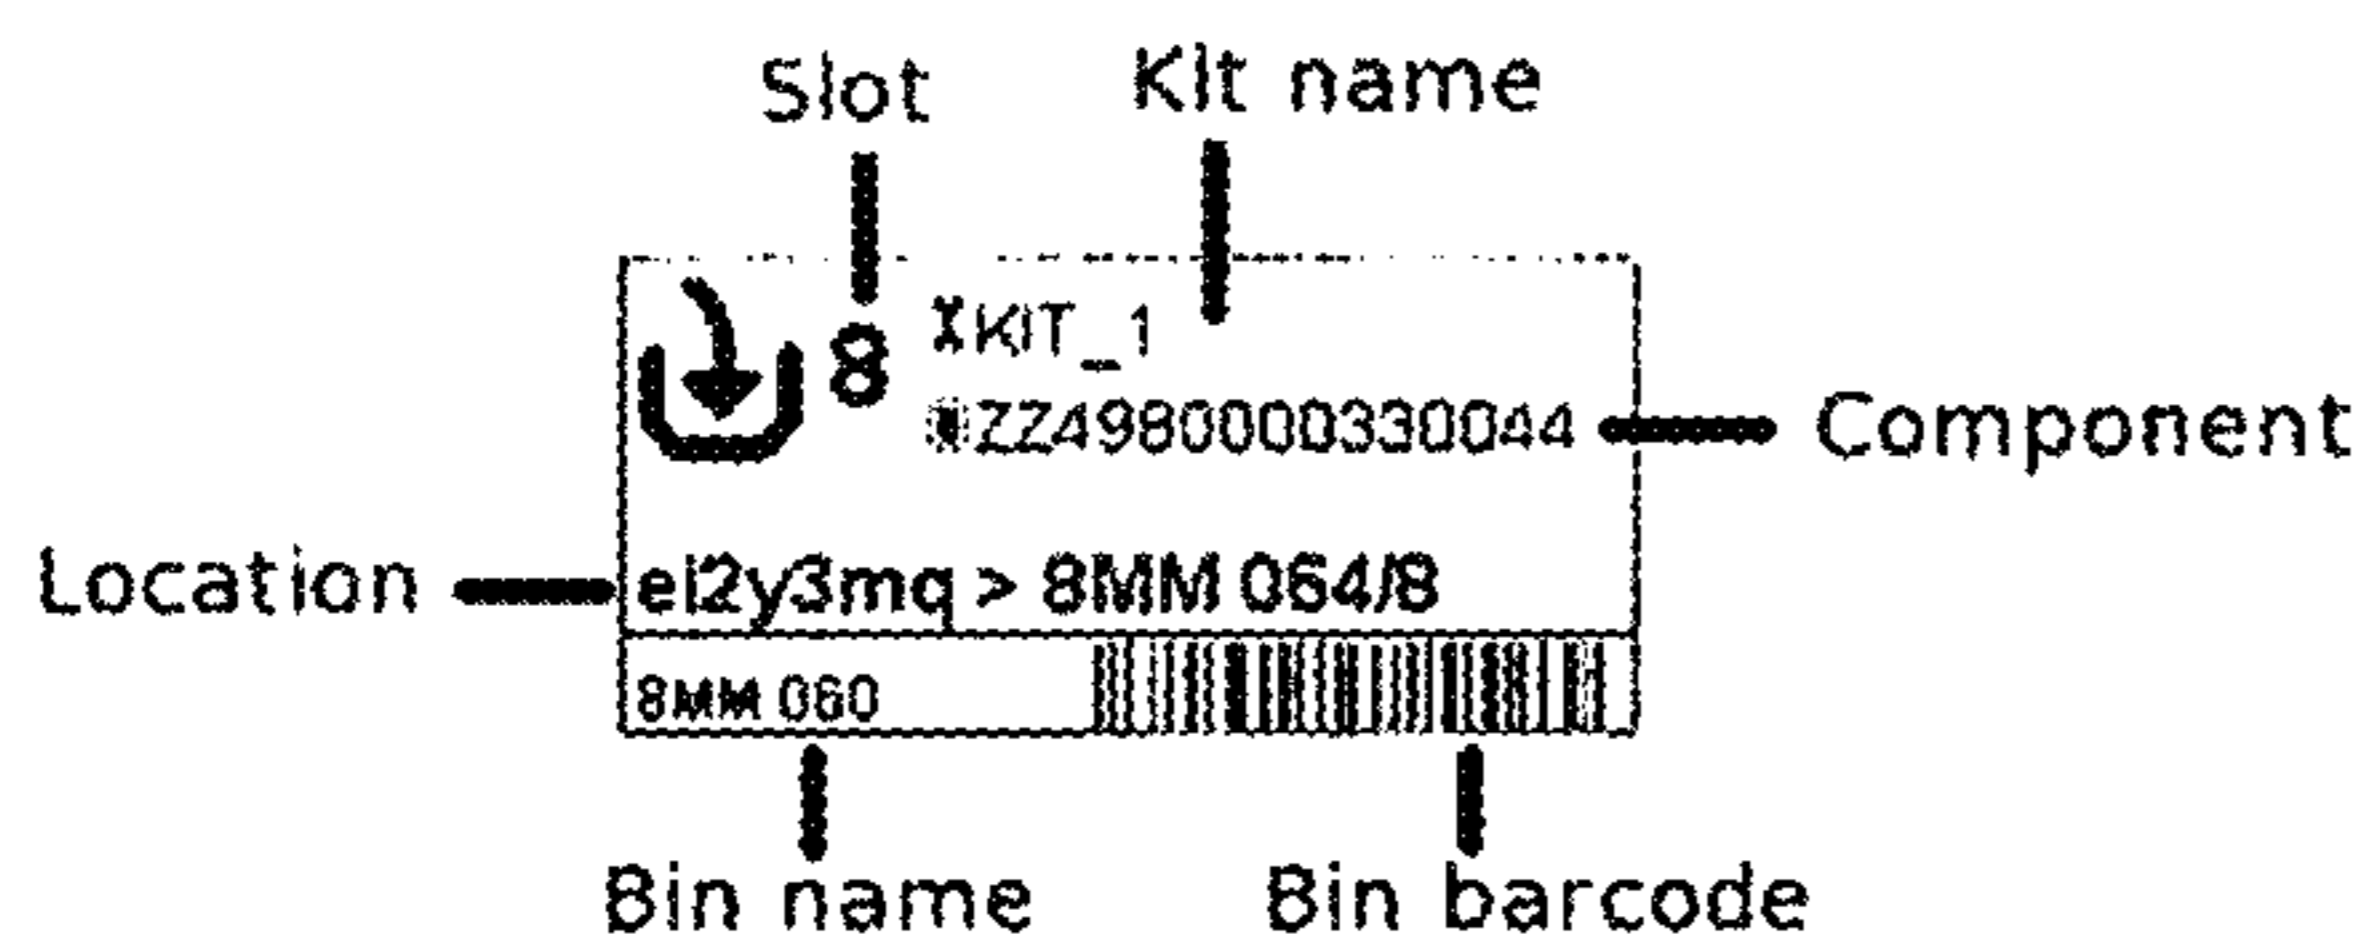 Slot
Kit name
8
KIT_1
ZZ4980000330044
Component
Location
ei2y3mq > 8MM 064/8
8MM 060
Bin name
Bin barcode